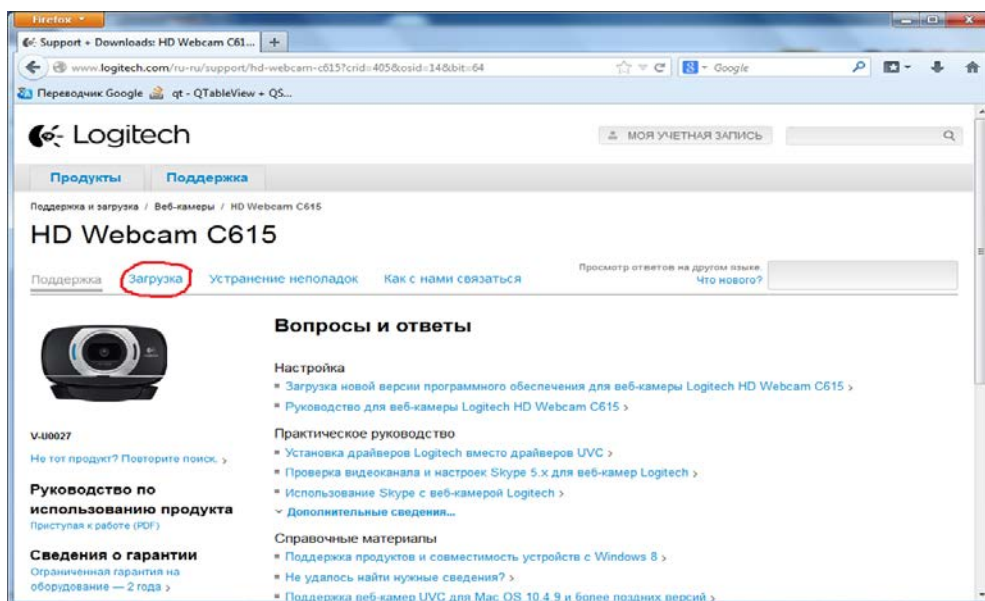 Firefox
Support + Downloads: HD Webcam C61...
www.logitech.com/ru-ru/support/hd-webcam-c615?crid=405&osid=14&bit=64
Google
Переводчик Google
qt - QTableView + QS...
Logitech
МОЯ УЧЕТНАЯ ЗАПИСЬ
Продукты Поддержка
Поддержка и загрузка / Веб-камеры / HD Webcam C615
HD Webcam C615
Поддержка Загрузка Устранение неполадок Как с нами связаться
Просмотр ответов на другом языке.
Что нового?
Вопросы и ответы
Настройка
Загрузка новой версии программного обеспечения для веб-камеры Logitech HD Webcam C615 ›
Руководство для веб-камеры Logitech HD Webcam C615 ›
Практическое руководство
Установка драйверов Logitech вместо драйверов UVC ›
Проверка видеоканала и настроек Skype 5.x для веб-камер Logitech ›
Использование Skype с веб-камерой Logitech ›
Дополнительные сведения...
Справочные материалы
Поддержка продуктов и совместимость устройств с Windows 8 ›
Не удалось найти нужные сведения? ›
Поддержка веб-камер UVC для Mac OS 10.4.9 и более поздних версий ›
V-U0027
Не тот продукт? Повторите поиск. ›
Руководство по
использованию продукта
Приступая к работе (PDF)
Сведения о гарантии
Ограниченная гарантия на
оборудование — 2 года ›